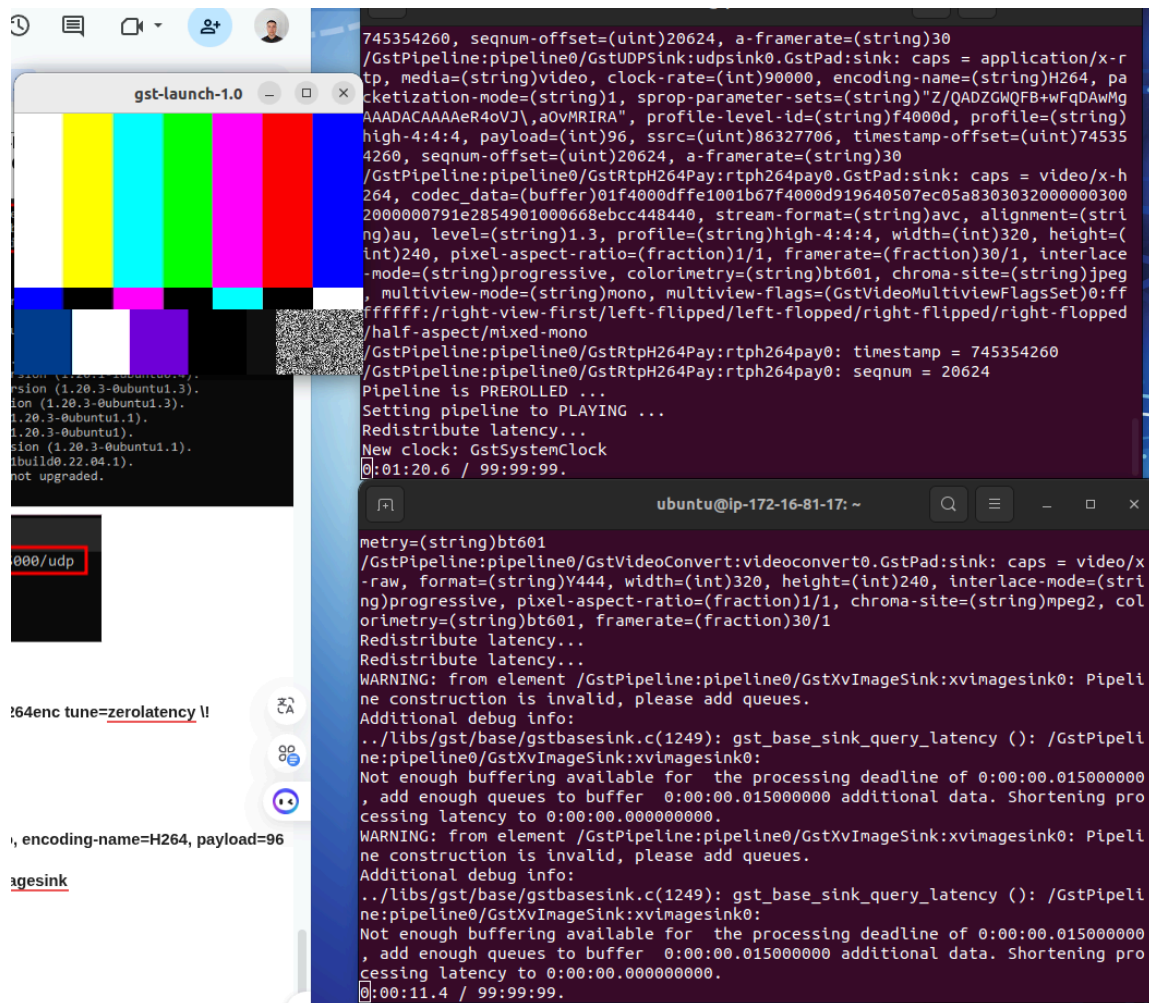 gst-launch-1.0
rsion (1.20.3-0ubuntu1.3).
ion (1.20.3-0ubuntu1.3).
1.20.3-0ubuntu1.1).
1.20.3-0ubuntu1).
sion (1.20.3-0ubuntu1.1).
1build0.22.04.1).
not upgraded.
000/udp
264enc tune=zerolatency \!
, encoding-name=H264, payload=96
agesink
745354260, seqnum-offset=(uint)20624, a-framerate=(string)30
/GstPipeline:pipeline0/GstUDPSink:udpsink0.GstPad:sink: caps = application/x-r
tp, media=(string)video, clock-rate=(int)90000, encoding-name=(string)H264, pa
cketization-mode=(string)1, sprop-parameter-sets=(string)"Z/QADZGWQFB+wFqDAwMg
AAADACAAAAeR4oVJ\,aOvMRIRA", profile-level-id=(string)f4000d, profile=(string)
high-4:4:4, payload=(int)96, ssrc=(uint)86327706, timestamp-offset=(uint)74535
4260, seqnum-offset=(uint)20624, a-framerate=(string)30
/GstPipeline:pipeline0/GstRtpH264Pay:rtph264pay0.GstPad:sink: caps = video/x-h
264, codec_data=(buffer)01f4000dffe1001b67f4000d919640507ec05a8303032000000300
2000000791e2854901000668ebcc448440, stream-format=(string)avc, alignment=(stri
ng)au, level=(string)1.3, profile=(string)high-4:4:4, width=(int)320, height=(
int)240, pixel-aspect-ratio=(fraction)1/1, framerate=(fraction)30/1, interlace
-mode=(string)progressive, colorimetry=(string)bt601, chroma-site=(string)jpeg
, multiview-mode=(string)mono, multiview-flags=(GstVideoMultiviewFlagsSet)0:ff
ffffff:/right-view-first/left-flipped/left-flopped/right-flipped/right-flopped
/half-aspect/mixed-mono
/GstPipeline:pipeline0/GstRtpH264Pay:rtph264pay0: timestamp = 745354260
/GstPipeline:pipeline0/GstRtpH264Pay:rtph264pay0: seqnum = 20624
Pipeline is PREROLLED ...
Setting pipeline to PLAYING ...
Redistribute latency...
New clock: GstSystemClock
0:01:20.6 / 99:99:99.
ubuntu@ip-172-16-81-17: ~
metry=(string)bt601
/GstPipeline:pipeline0/GstVideoConvert:videoconvert0.GstPad:sink: caps = video/x
-raw, format=(string)Y444, width=(int)320, height=(int)240, interlace-mode=(stri
ng)progressive, pixel-aspect-ratio=(fraction)1/1, chroma-site=(string)mpeg2, col
orimetry=(string)bt601, framerate=(fraction)30/1
Redistribute latency...
Redistribute latency...
WARNING: from element /GstPipeline:pipeline0/GstXvImageSink:xvimagesink0: Pipeli
ne construction is invalid, please add queues.
Additional debug info:
../libs/gst/base/gstbasesink.c(1249): gst_base_sink_query_latency (): /GstPipeli
ne:pipeline0/GstXvImageSink:xvimagesink0:
Not enough buffering available for  the processing deadline of 0:00:00.015000000
, add enough queues to buffer  0:00:00.015000000 additional data. Shortening pro
cessing latency to 0:00:00.000000000.
WARNING: from element /GstPipeline:pipeline0/GstXvImageSink:xvimagesink0: Pipeli
ne construction is invalid, please add queues.
Additional debug info:
../libs/gst/base/gstbasesink.c(1249): gst_base_sink_query_latency (): /GstPipeli
ne:pipeline0/GstXvImageSink:xvimagesink0:
Not enough buffering available for  the processing deadline of 0:00:00.015000000
, add enough queues to buffer  0:00:00.015000000 additional data. Shortening pro
cessing latency to 0:00:00.000000000.
0:00:11.4 / 99:99:99.